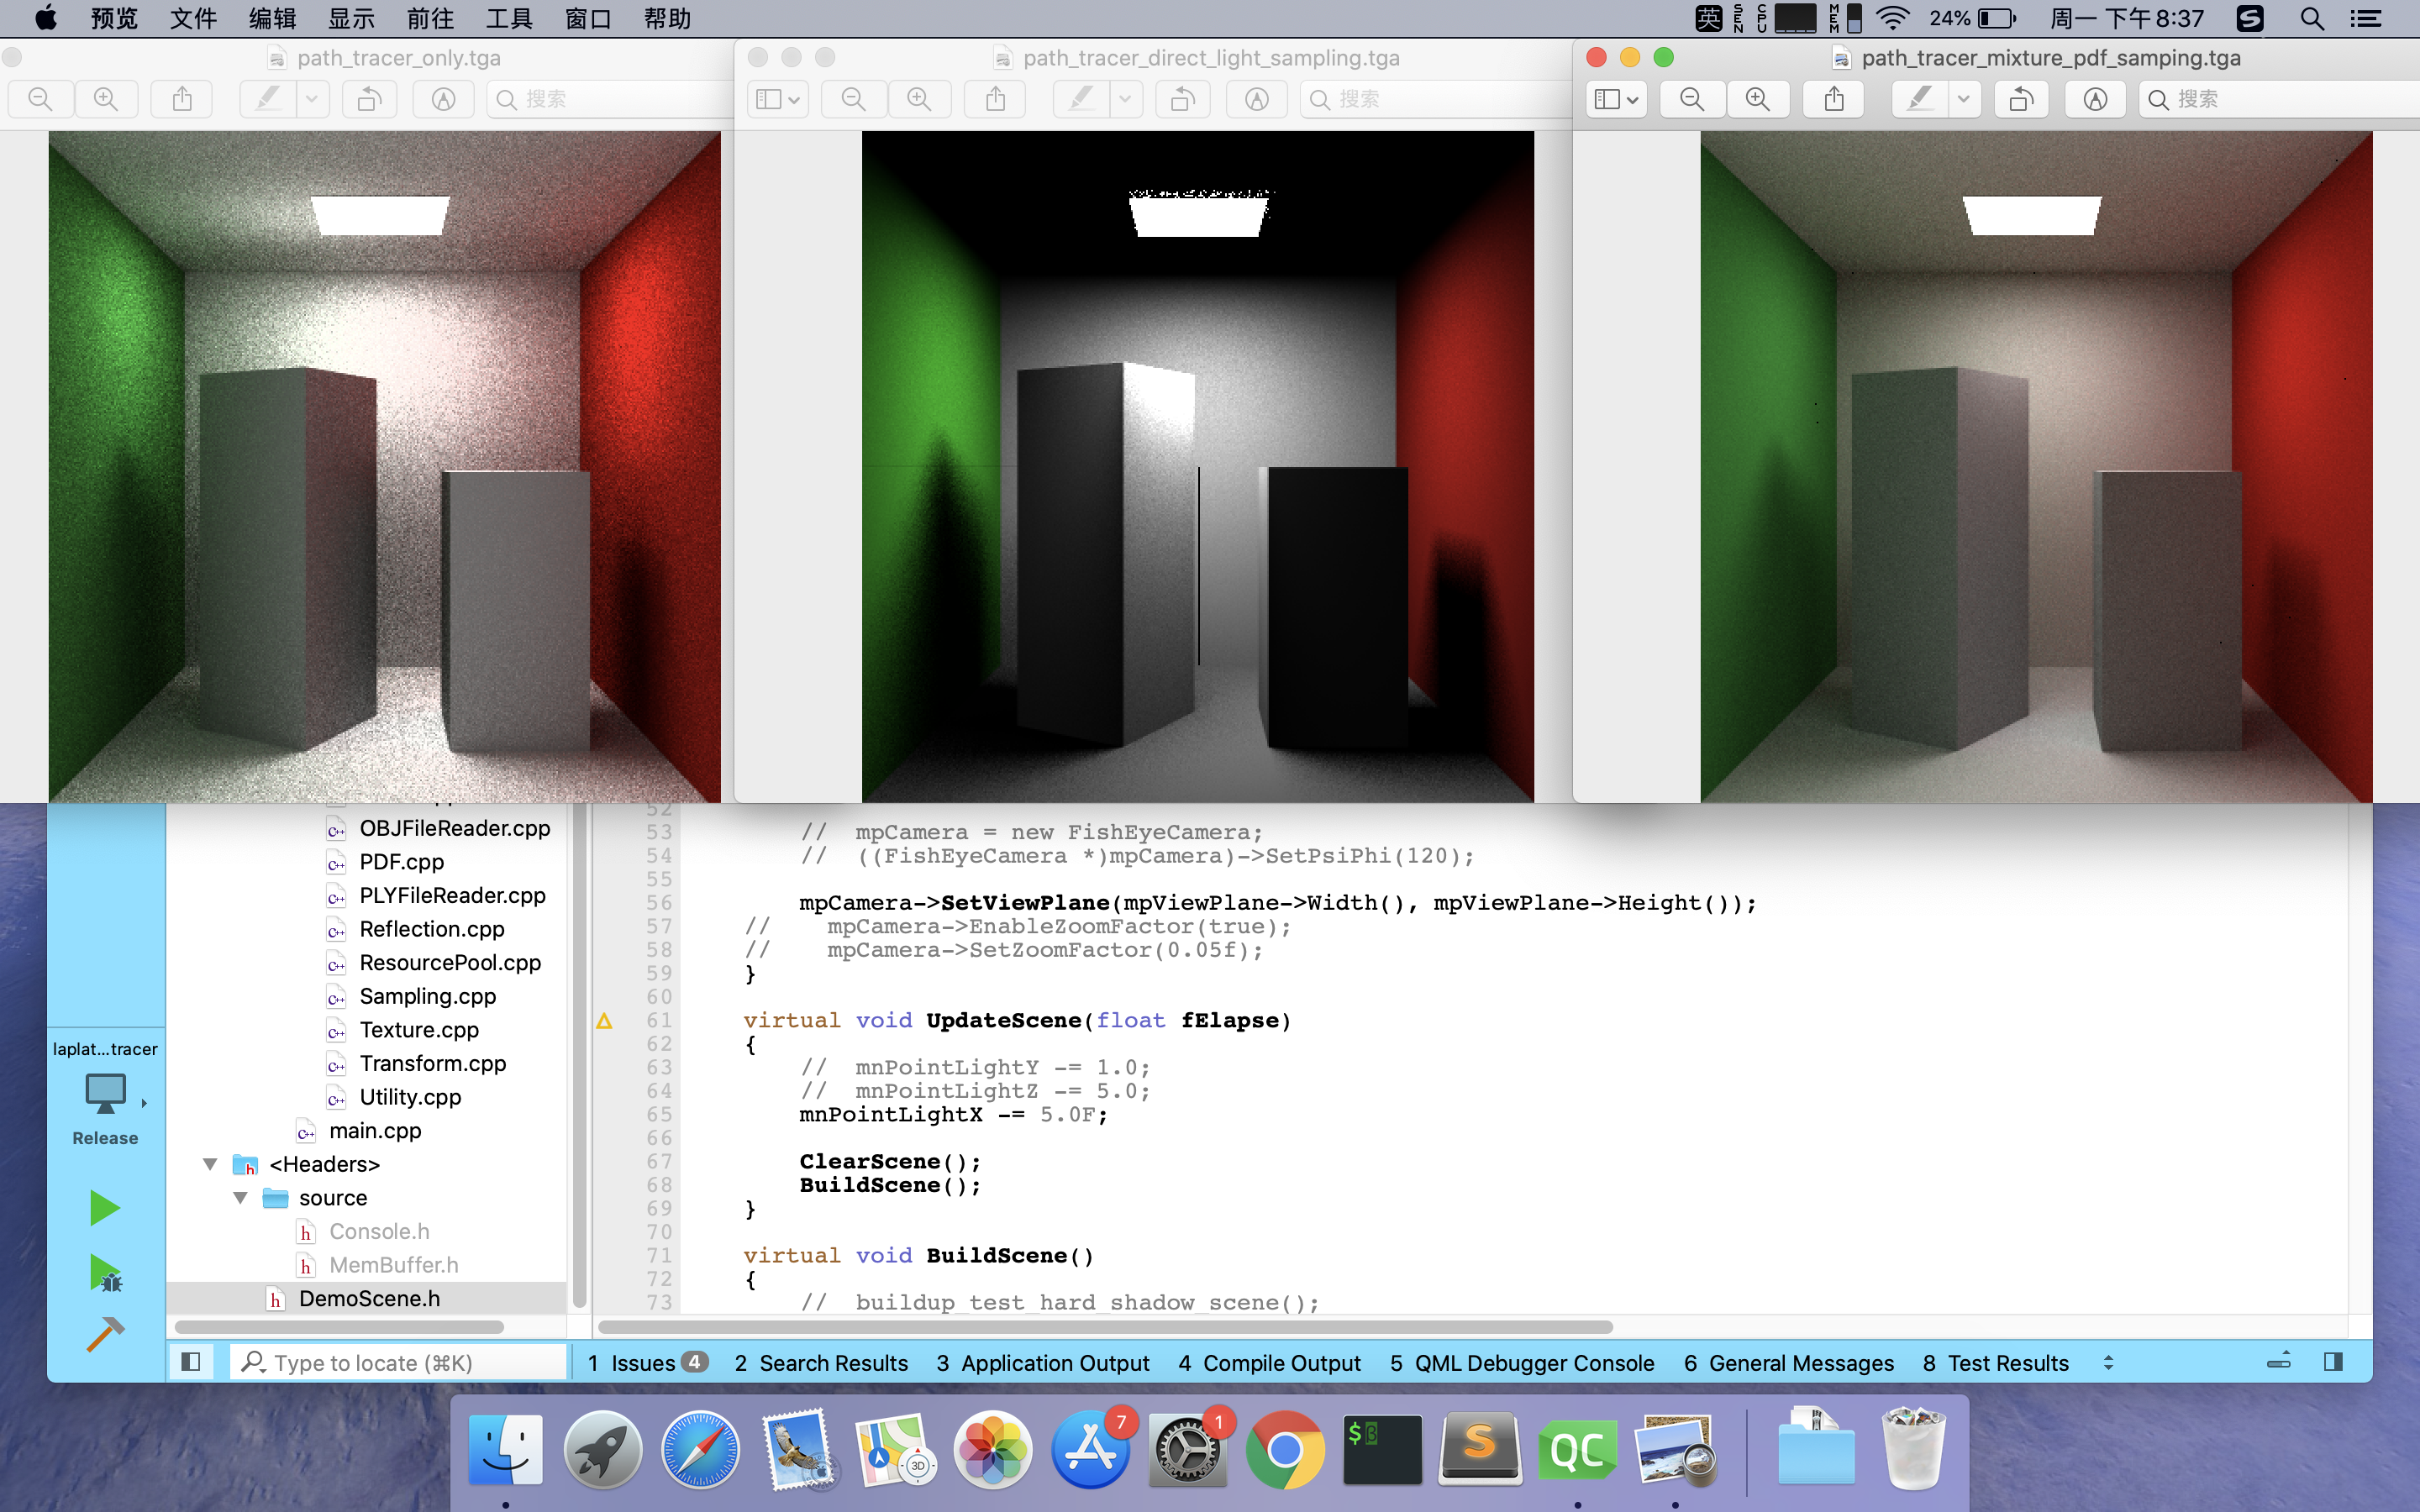 预览 文件 编辑 显示 前往 工具 窗口 帮助 英 SEN CPU MEM 24% 周一 下午 8:37
path_tracer_only.tga
搜索
path_tracer_direct_light_sampling.tga
搜索
path_tracer_mixture_pdf_samping.tga
搜索
OBJFileReader.cpp
PDF.cpp
PLYFileReader.cpp
Reflection.cpp
ResourcePool.cpp
Sampling.cpp
Texture.cpp
Transform.cpp
Utility.cpp
main.cpp
<Headers>
source
Console.h
MemBuffer.h
DemoScene.h
laplat...tracer
Release
52
53 // mpCamera = new FishEyeCamera;
54 // ((FishEyeCamera *)mpCamera)->SetPsiPhi(120);
55
56 mpCamera->SetViewPlane(mpViewPlane->Width(), mpViewPlane->Height());
57 // mpCamera->EnableZoomFactor(true);
58 // mpCamera->SetZoomFactor(0.05f);
59 }
60
61 virtual void UpdateScene(float fElapse)
62 {
63 // mnPointLightY -= 1.0;
64 // mnPointLightZ -= 5.0;
65 mnPointLightX -= 5.0F;
66
67 ClearScene();
68 BuildScene();
69 }
70
71 virtual void BuildScene()
72 {
73 // buildup_test_hard_shadow_scene();
Type to locate (⌘K)
1 Issues 4 2 Search Results 3 Application Output 4 Compile Output 5 QML Debugger Console 6 General Messages 8 Test Results
3D
7
1
$
S
QC